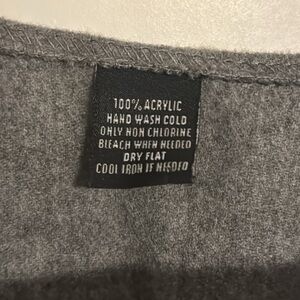 100% ACRYLIC
HAND WASH COLD
ONLY NON CHLORINE
BLEACH WHEN NEEDED
DRY FLAT
COOL IRON IF NEEDED